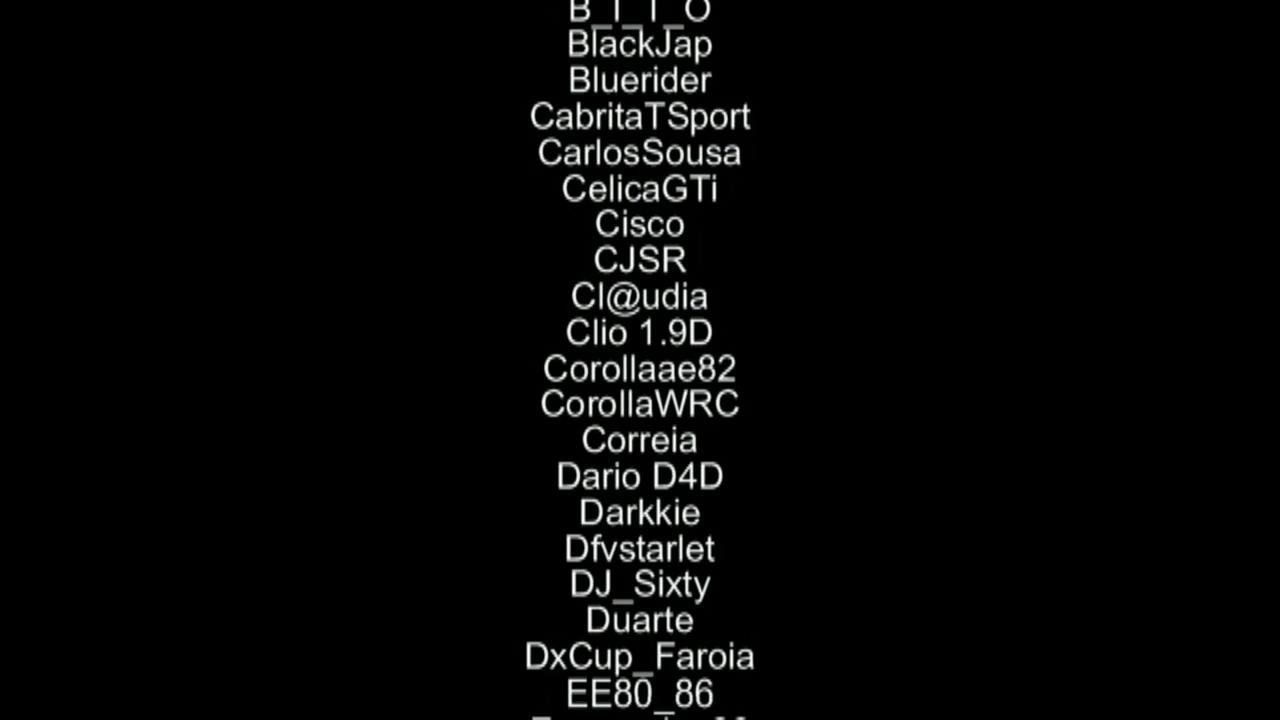 BlackJap
Bluerider
CabritaTSport
CarlosSousa
CelicaGTi
Cisco
CJSR
Cl@udia
Clio 1.9D
Corollaae82
CorollaWRC
Correia
Dario D4D
Darkkie
Dfvstarlet
DJ_Sixty
Duarte
DxCup_Faroia
EE80_86